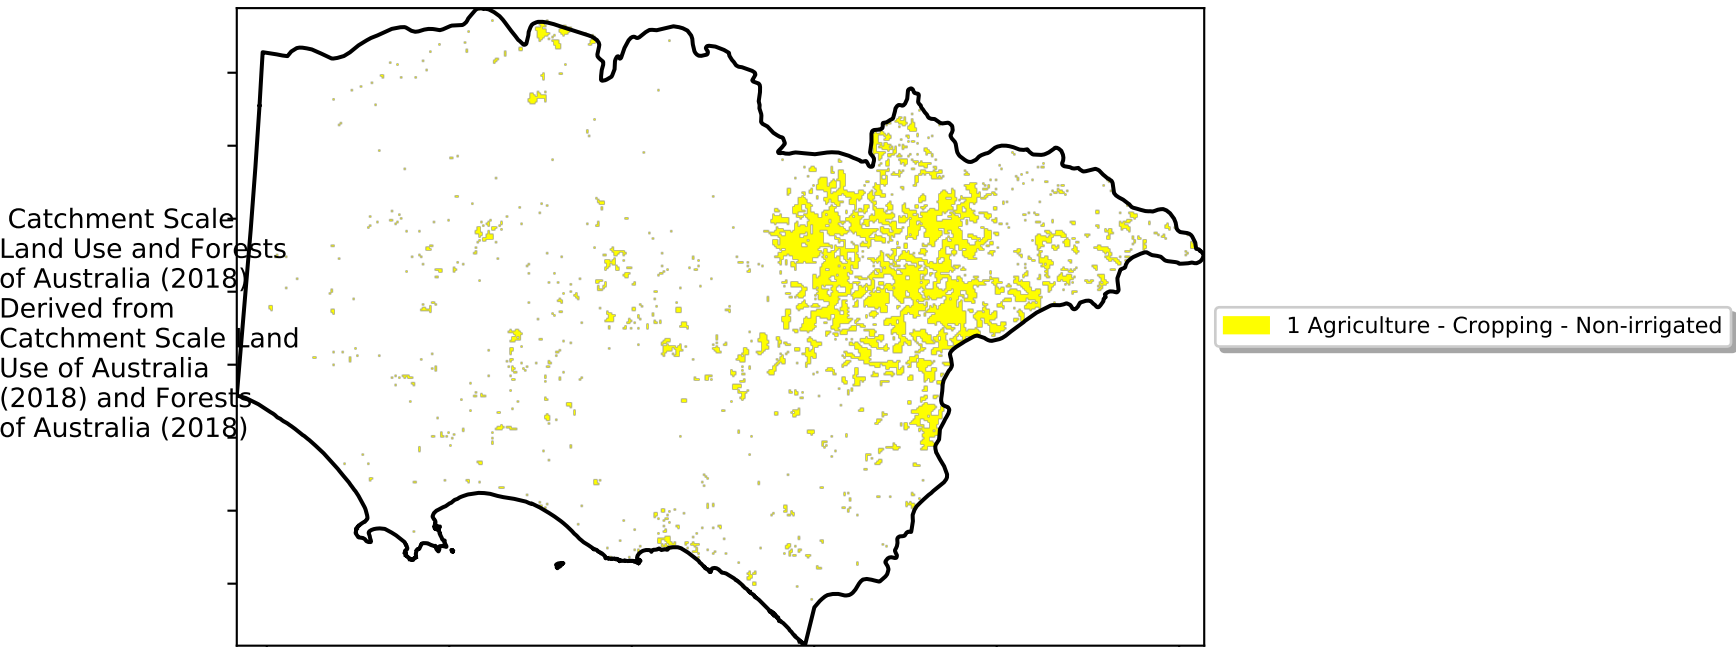 Catchment Scale
Land Use and Forests
of Australia (2018)
Derived from
Catchment Scale Land
Use of Australia
(2018) and Forests
of Australia (2018)
1 Agriculture - Cropping - Non-irrigated